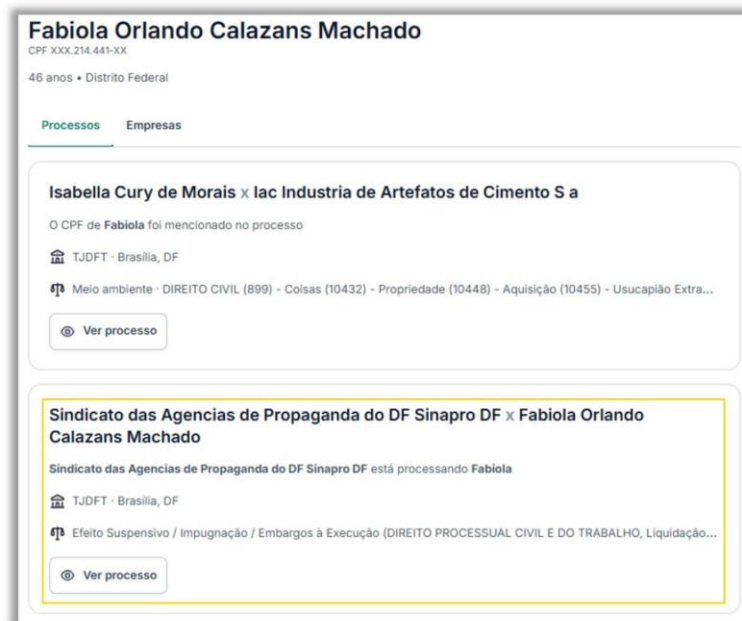 Fabiola Orlando Calazans Machado
CPF XXX.214.441-XX
46 anos • Distrito Federal
Processos Empresas
Isabella Cury de Morais x Iac Industria de Artefatos de Cimento S a
O CPF de Fabiola foi mencionado no processo
TJDFT · Brasília, DF
Meio ambiente · DIREITO CIVIL (899) - Coisas (10432) - Propriedade (10448) - Aquisição (10455) - Usucapião Extra...
Ver processo
Sindicato das Agencias de Propaganda do DF Sinapro DF x Fabiola Orlando
Calazans Machado
Sindicato das Agencias de Propaganda do DF Sinapro DF está processando Fabiola
TJDFT · Brasília, DF
Efeito Suspensivo / Impugnação / Embargos à Execução (DIREITO PROCESSUAL CIVIL E DO TRABALHO, Liquidação...
Ver processo